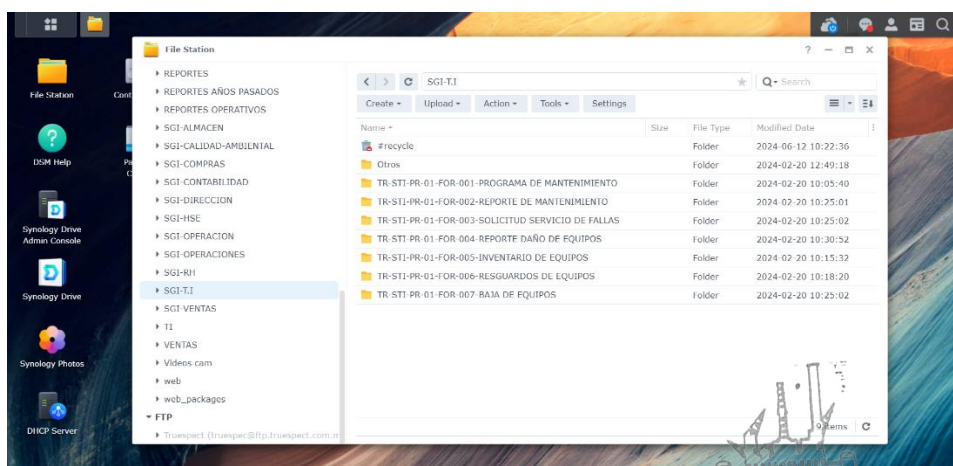 File Station
File Station
DSM Help
Synology Drive
Admin Console
Synology Drive
Synology Photos
DHCP Server
Cont
Pa
C
REPORTES
REPORTES AÑOS PASADOS
REPORTES OPERATIVOS
SGI-ALMACEN
SGI-CALIDAD-AMBIENTAL
SGI-COMPRAS
SGI-CONTABILIDAD
SGI-DIRECCION
SGI-HSE
SGI-OPERACION
SGI-OPERACIONES
SGI-RH
SGI-T.I
SGI-VENTAS
TI
VENTAS
Videos cam
web
web_packages
FTP
Truespect (truespec@ftp.truespect.com.m
SGI-T.I
Search
Create Upload Action Tools Settings
Name Size File Type Modified Date
#recycle Folder 2024-06-12 10:22:36
Otros Folder 2024-02-20 12:49:18
TR-STI-PR-01-FOR-001-PROGRAMA DE MANTENIMIENTO Folder 2024-02-20 10:05:40
TR-STI-PR-01-FOR-002-REPORTE DE MANTENIMIENTO Folder 2024-02-20 10:25:01
TR-STI-PR-01-FOR-003-SOLICITUD SERVICIO DE FALLAS Folder 2024-02-20 10:25:02
TR-STI-PR-01-FOR-004-REPORTE DAÑO DE EQUIPOS Folder 2024-02-20 10:30:52
TR-STI-PR-01-FOR-005-INVENTARIO DE EQUIPOS Folder 2024-02-20 10:15:32
TR-STI-PR-01-FOR-006-RESGUARDOS DE EQUIPOS Folder 2024-02-20 10:18:20
TR-STI-PR-01-FOR-007-BAJA DE EQUIPOS Folder 2024-02-20 10:25:02
9 items